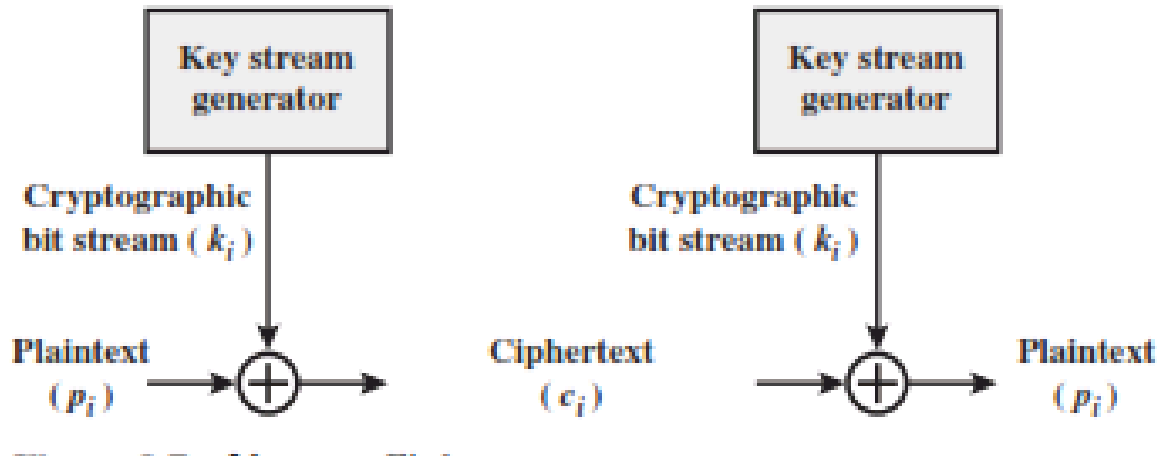 Key stream
generator
Cryptographic
bit stream ( kᵢ )
Plaintext
( pᵢ )
Key stream
generator
Cryptographic
bit stream ( kᵢ )
Ciphertext
( cᵢ )
Plaintext
( pᵢ )